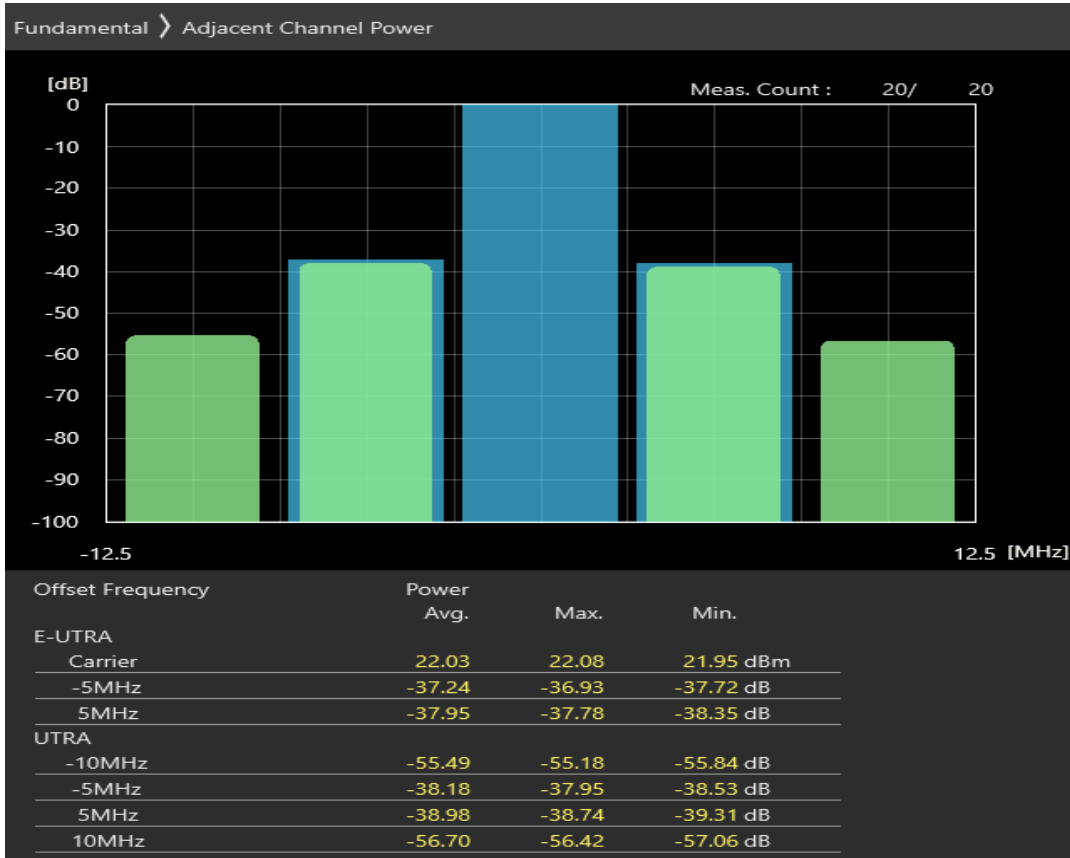 Fundamental ❯ Adjacent Channel Power
[dB]
Meas. Count : 20/ 20
0
-10
-20
-30
-40
-50
-60
-70
-80
-90
-100
-12.5 12.5 [MHz]
Offset Frequency Power
Avg. Max. Min.
E-UTRA
Carrier 22.03 22.08 21.95 dBm
-5MHz -37.24 -36.93 -37.72 dB
5MHz -37.95 -37.78 -38.35 dB
UTRA
-10MHz -55.49 -55.18 -55.84 dB
-5MHz -38.18 -37.95 -38.53 dB
5MHz -38.98 -38.74 -39.31 dB
10MHz -56.70 -56.42 -57.06 dB